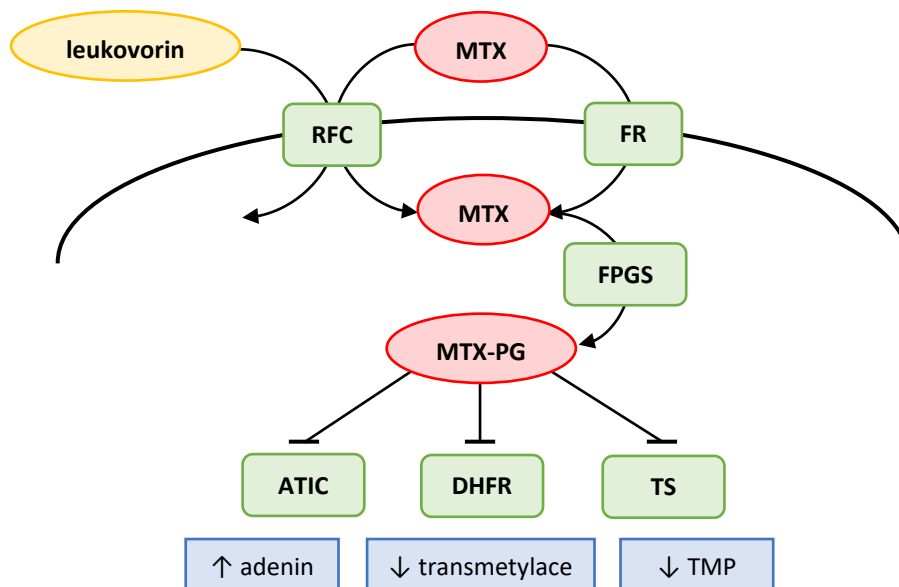 leukovorin
MTX
RFC
FR
MTX
FPGS
MTX-PG
ATIC
DHFR
TS
↑ adenin
↓ transmetylace
↓ TMP